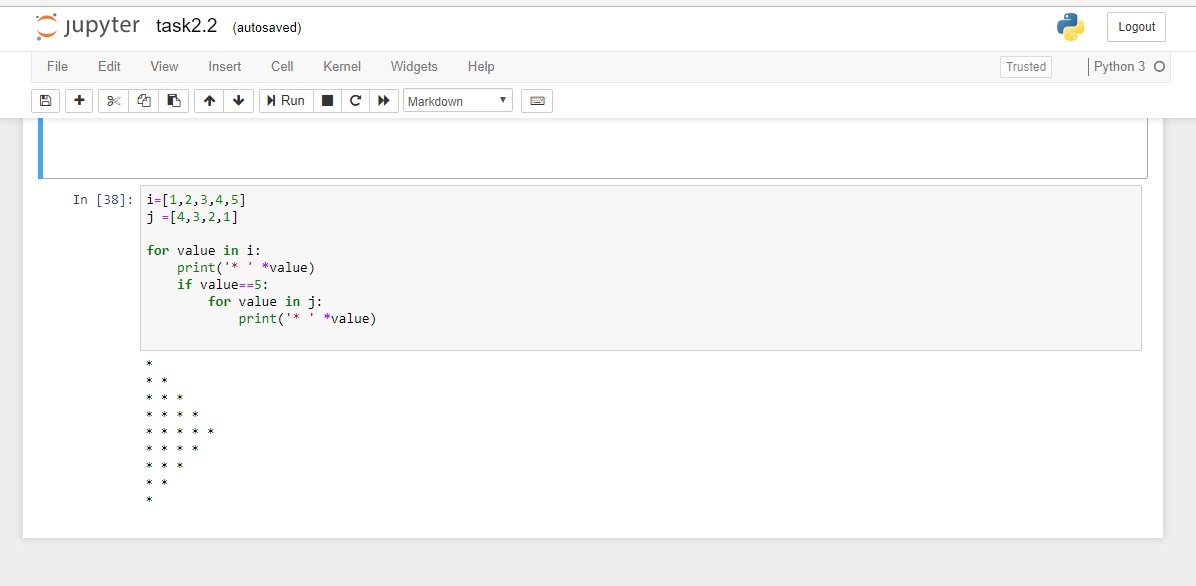 jupyter task2.2 (autosaved) Logout
File Edit View Insert Cell Kernel Widgets Help Trusted Python 3
Run Markdown
In [38]: i=[1,2,3,4,5]
j =[4,3,2,1]
for value in i:
    print('* ' *value)
    if value==5:
        for value in j:
            print('* ' *value)
*
* *
* * *
* * * *
* * * * *
* * * *
* * *
* *
*